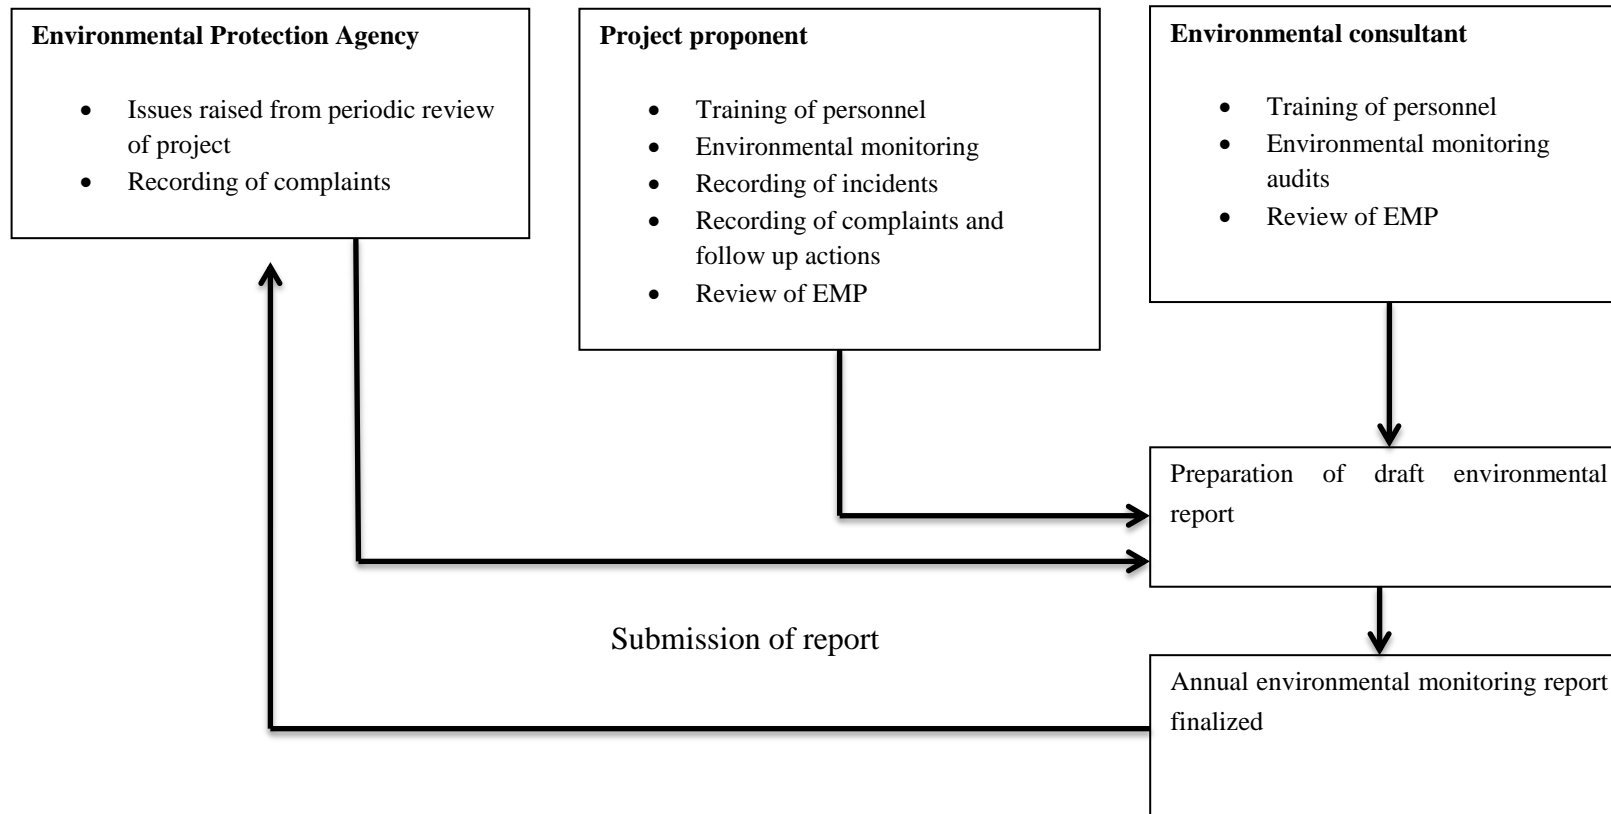 Environmental Protection Agency
• Issues raised from periodic review
of project
• Recording of complaints
Project proponent
• Training of personnel
• Environmental monitoring
• Recording of incidents
• Recording of complaints and
follow up actions
• Review of EMP
Environmental consultant
• Training of personnel
• Environmental monitoring
audits
• Review of EMP
Preparation of draft environmental
report
Submission of report
Annual environmental monitoring report
finalized